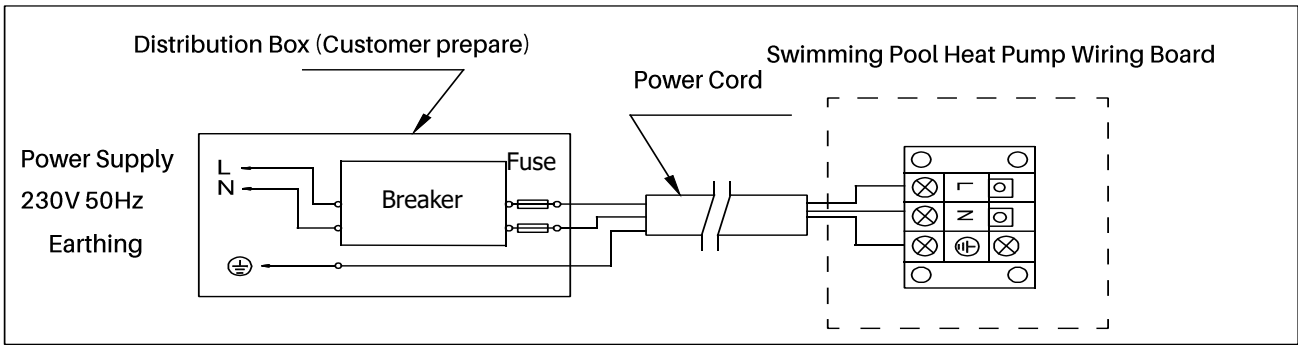 Distribution Box (Customer prepare)
Swimming Pool Heat Pump Wiring Board
Power Cord
Power Supply
230V 50Hz
Earthing
L
N
Breaker
Fuse
L
N